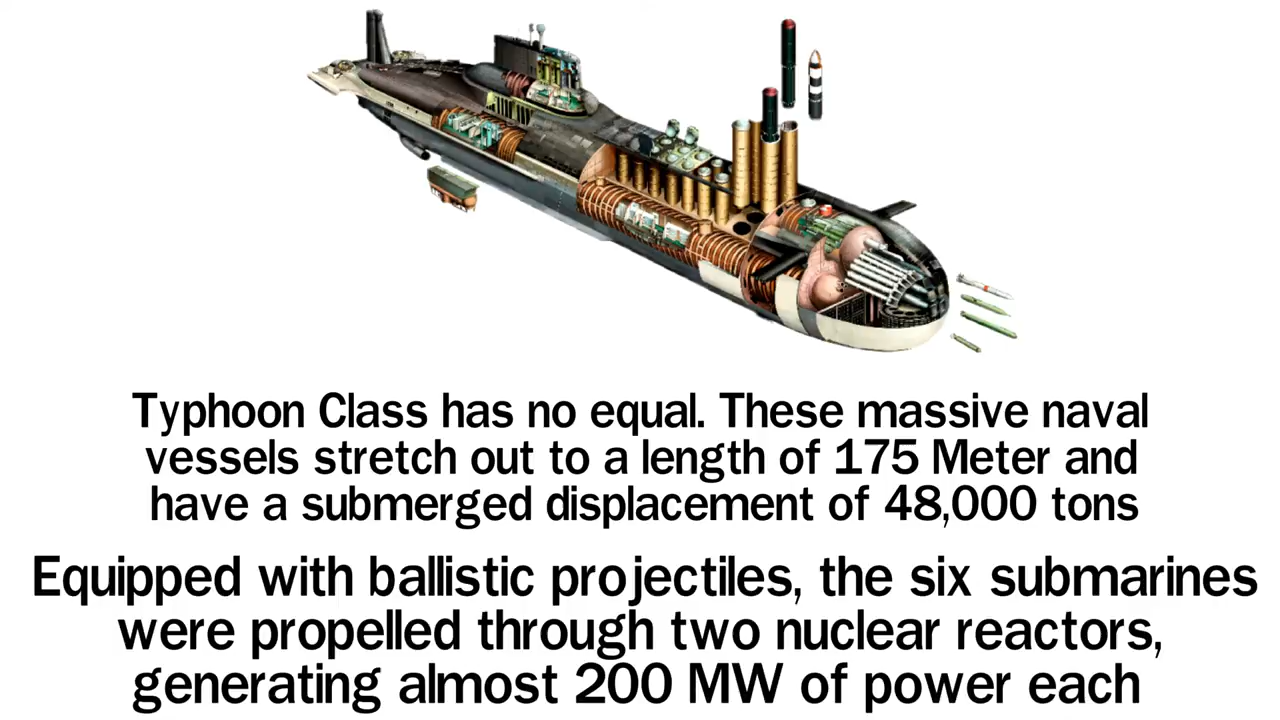 Typhoon Class has no equal. These massive naval
vessels stretch out to a length of 175 Meter and
have a submerged displacement of 48,000 tons
Equipped with ballistic projectiles, the six submarines
were propelled through two nuclear reactors,
generating almost 200 MW of power each